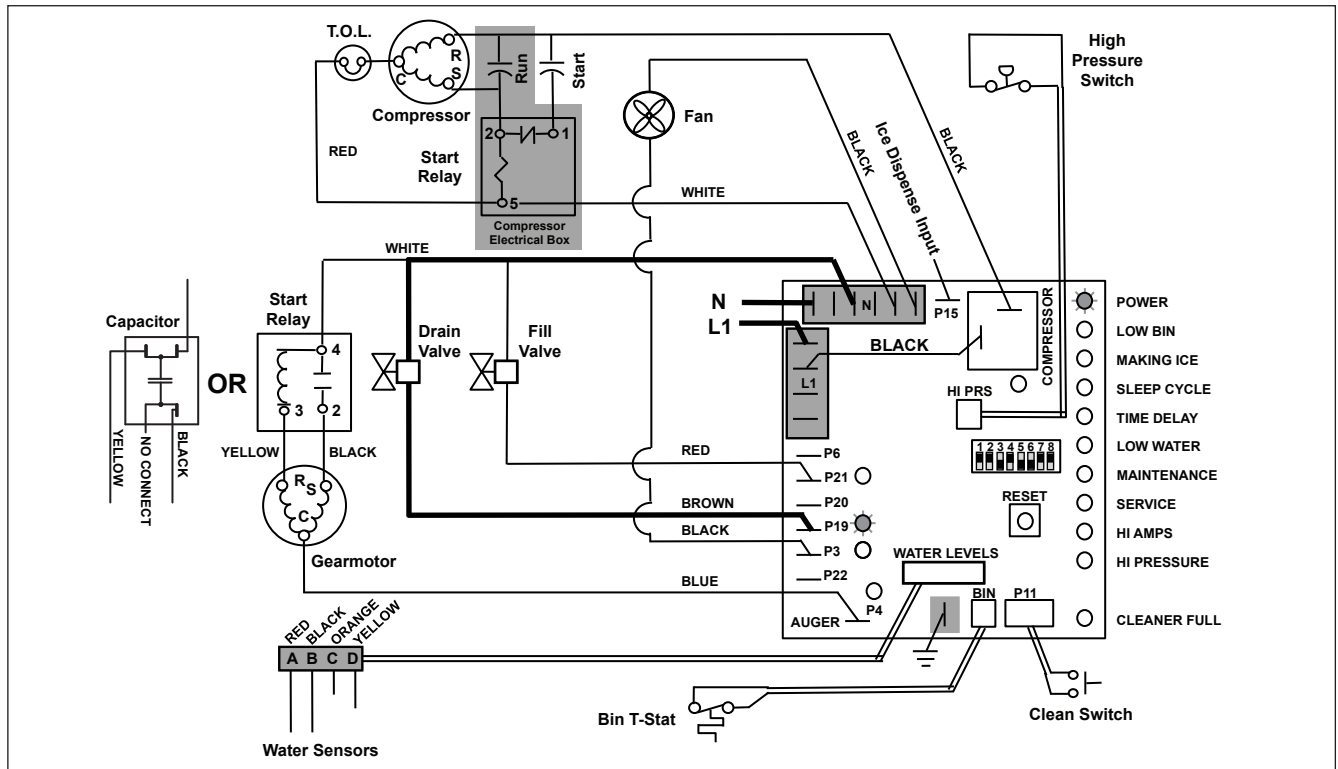 T.O.L.
R
S
C
Compressor
Run
Start
RED
2
1
Start
Relay
5
Compressor
Electrical Box
WHITE
WHITE
Fan
BLACK
Ice Dispense Input
BLACK
High
Pressure
Switch
Capacitor
YELLOW
NO CONNECT
BLACK
OR
Start
Relay
4
3
2
YELLOW
BLACK
R
S
C
Gearmotor
Drain
Valve
Fill
Valve
N
L1
N
P15
L1
BLACK
COMPRESSOR
HI PRS
1 2 3 4 5 6 7 8
RESET
RED
BROWN
BLACK
BLUE
P6
P21
P20
P19
P3
P22
P4
AUGER
WATER LEVELS
BIN
P11
POWER
LOW BIN
MAKING ICE
SLEEP CYCLE
TIME DELAY
LOW WATER
MAINTENANCE
SERVICE
HI AMPS
HI PRESSURE
CLEANER FULL
RED
BLACK
ORANGE
YELLOW
A B C D
Water Sensors
Bin T-Stat
Clean Switch